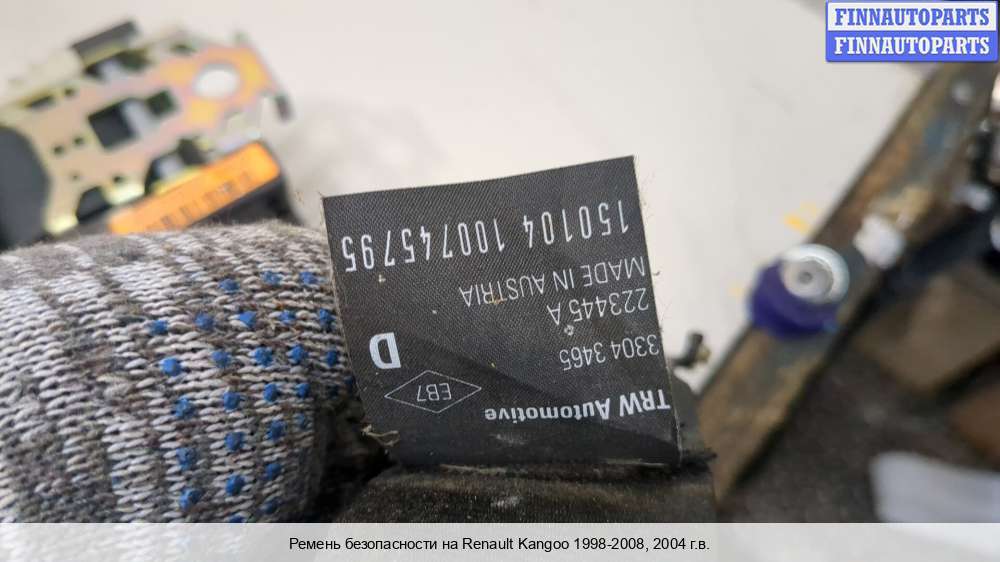 FINNAUTOPARTS
FINNAUTOPARTS
TRW Automotive
EB7
D
3304 3465
223445 A
MADE IN AUSTRIA
150104 100745795
Ремень безопасности на Renault Kangoo 1998-2008, 2004 г.в.